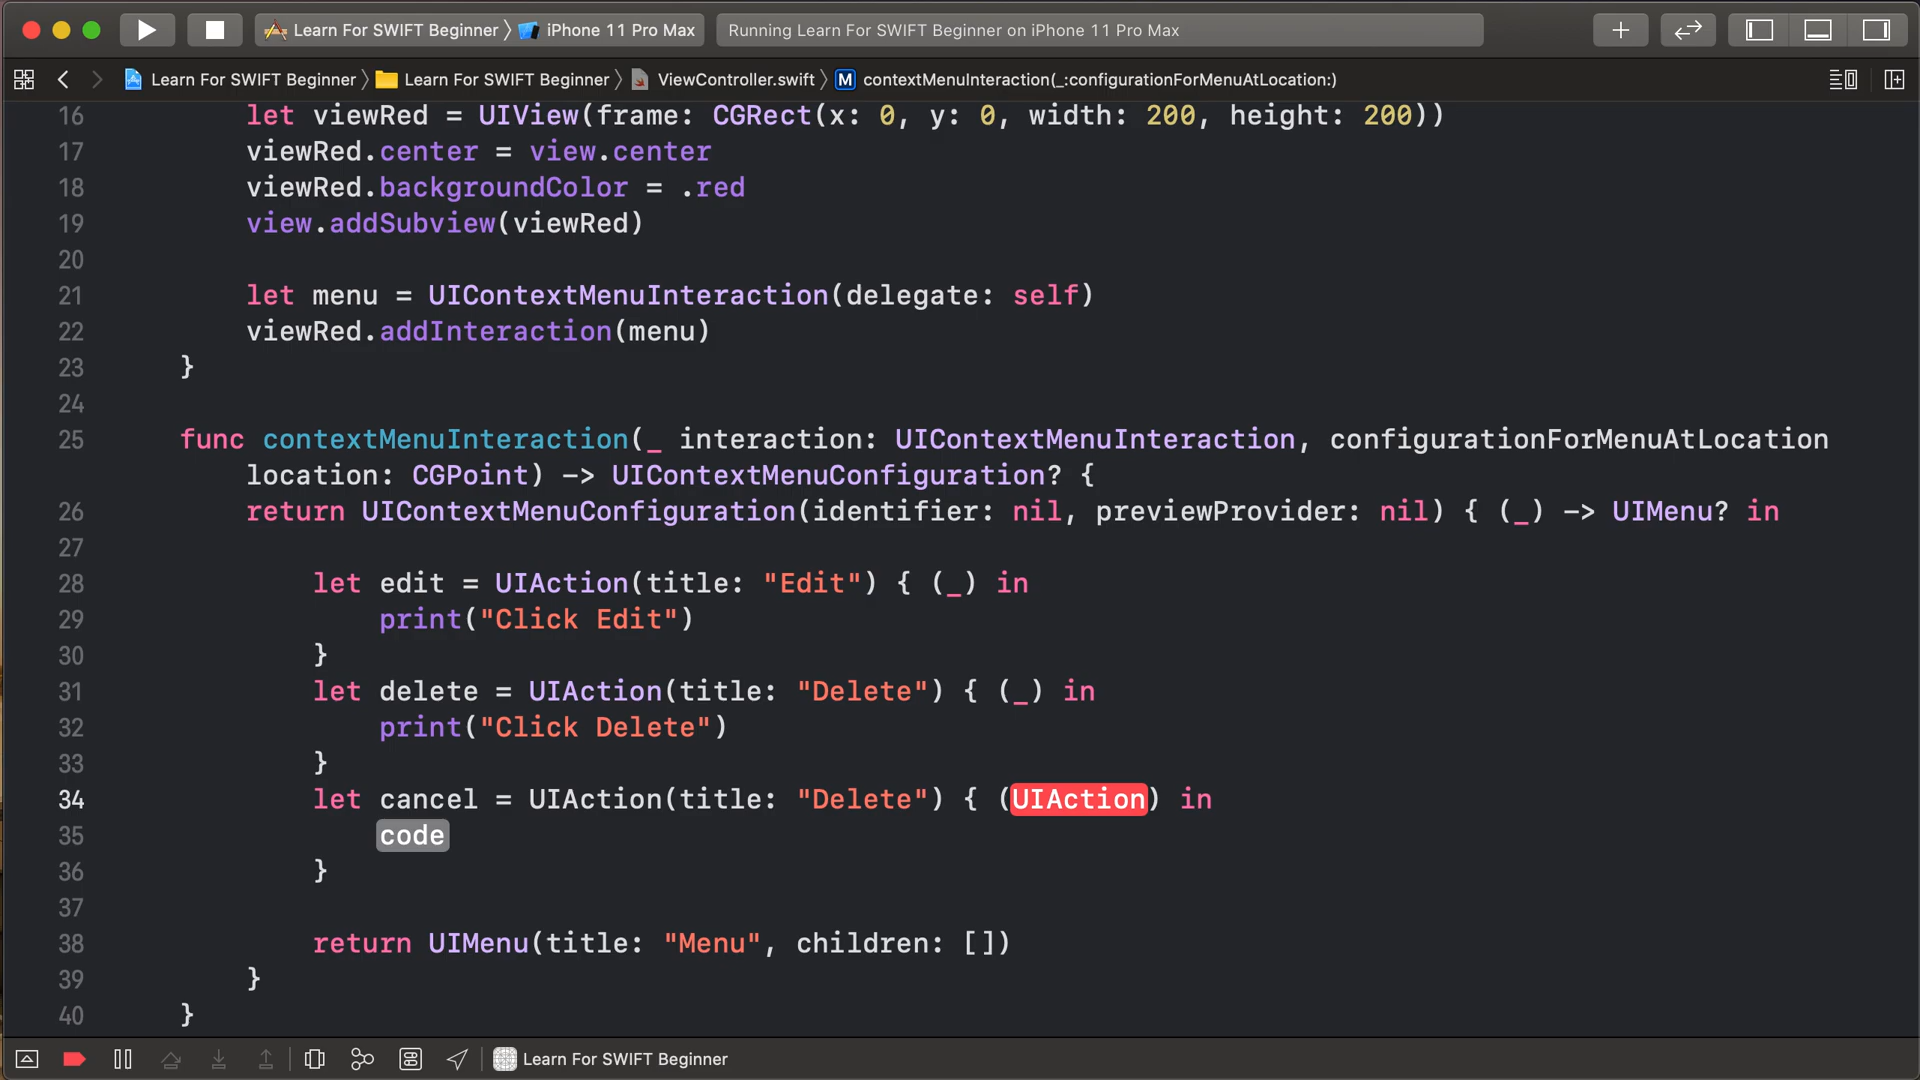 Learn For SWIFT Beginner 〉 iPhone 11 Pro Max
Running Learn For SWIFT Beginner on iPhone 11 Pro Max
Learn For SWIFT Beginner 〉 Learn For SWIFT Beginner 〉 ViewController.swift 〉 M contextMenuInteraction(_:configurationForMenuAtLocation:)
16 let viewRed = UIView(frame: CGRect(x: 0, y: 0, width: 200, height: 200))
17 viewRed.center = view.center
18 viewRed.backgroundColor = .red
19 view.addSubview(viewRed)
20
21 let menu = UIContextMenuInteraction(delegate: self)
22 viewRed.addInteraction(menu)
23 }
24
25 func contextMenuInteraction(_ interaction: UIContextMenuInteraction, configurationForMenuAtLocation
location: CGPoint) -> UIContextMenuConfiguration? {
26 return UIContextMenuConfiguration(identifier: nil, previewProvider: nil) { (_) -> UIMenu? in
27
28 let edit = UIAction(title: "Edit") { (_) in
29 print("Click Edit")
30 }
31 let delete = UIAction(title: "Delete") { (_) in
32 print("Click Delete")
33 }
34 let cancel = UIAction(title: "Delete") { (UIAction) in
35 code
36 }
37
38 return UIMenu(title: "Menu", children: [])
39 }
40 }
Learn For SWIFT Beginner